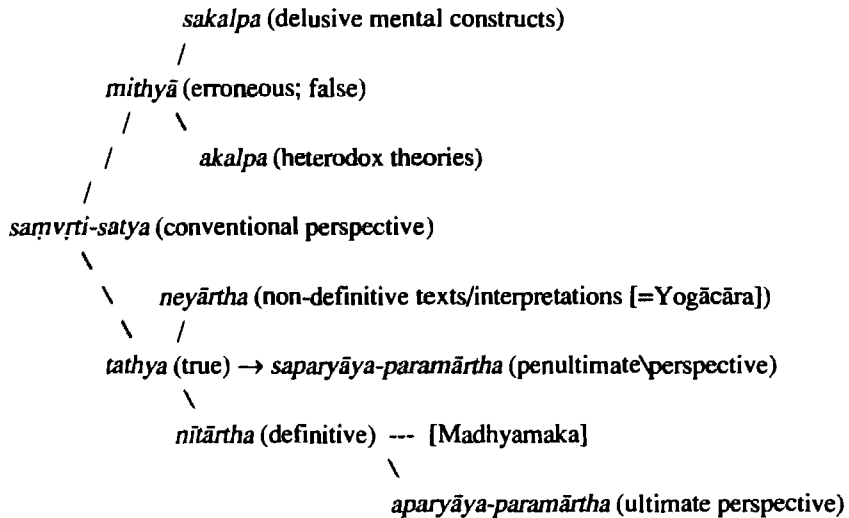 sakalpa (delusive mental constructs)
/
mithyā (erroneous; false)
/ \
/ akalpa (heterodox theories)
/
saṃvṛti-satya (conventional perspective)
\
\ neyārtha (non-definitive texts/interpretations [=Yogācāra])
\ /
tathya (true) → saparyāya-paramārtha (penultimate\perspective)
\
nītārtha (definitive) --- [Madhyamaka]
\
aparyāya-paramārtha (ultimate perspective)